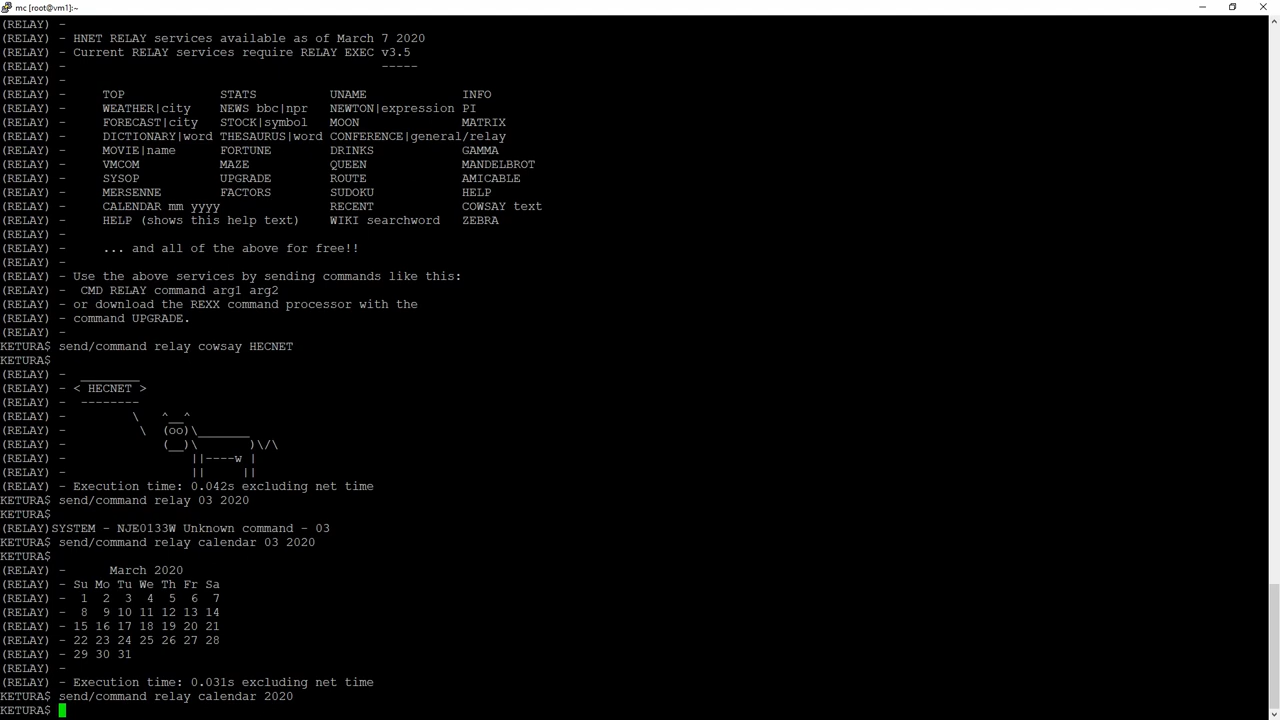 mc [root@vm1]:~
(RELAY) -
(RELAY) - HNET RELAY services available as of March 7 2020
(RELAY) - Current RELAY services require RELAY EXEC v3.5
(RELAY) -                                            -----
(RELAY) -
(RELAY) -     TOP             STATS          UNAME             INFO
(RELAY) -     WEATHER|city    NEWS bbc|npr   NEWTON|expression PI
(RELAY) -     FORECAST|city   STOCK|symbol   MOON              MATRIX
(RELAY) -     DICTIONARY|word THESAURUS|word CONFERENCE|general/relay
(RELAY) -     MOVIE|name      FORTUNE        DRINKS            GAMMA
(RELAY) -     VMCOM           MAZE           QUEEN             MANDELBROT
(RELAY) -     SYSOP           UPGRADE        ROUTE             AMICABLE
(RELAY) -     MERSENNE        FACTORS        SUDOKU            HELP
(RELAY) -     CALENDAR mm yyyy               RECENT            COWSAY text
(RELAY) -     HELP (shows this help text)    WIKI searchword   ZEBRA
(RELAY) -
(RELAY) -     ... and all of the above for free!!
(RELAY) -
(RELAY) - Use the above services by sending commands like this:
(RELAY) -  CMD RELAY command arg1 arg2
(RELAY) - or download the REXX command processor with the
(RELAY) - command UPGRADE.
(RELAY) -
KETURA$ send/command relay cowsay HECNET
KETURA$
(RELAY) -  ________
(RELAY) - < HECNET >
(RELAY) -  --------
(RELAY) -         \   ^__^
(RELAY) -          \  (oo)\_______
(RELAY) -             (__)\       )\/\
(RELAY) -                 ||----w |
(RELAY) -                 ||     ||
(RELAY) - Execution time: 0.042s excluding net time
KETURA$ send/command relay 03 2020
KETURA$
(RELAY)SYSTEM - NJE0133W Unknown command - 03
KETURA$ send/command relay calendar 03 2020
KETURA$
(RELAY) -      March 2020
(RELAY) - Su Mo Tu We Th Fr Sa
(RELAY) -  1  2  3  4  5  6  7
(RELAY) -  8  9 10 11 12 13 14
(RELAY) - 15 16 17 18 19 20 21
(RELAY) - 22 23 24 25 26 27 28
(RELAY) - 29 30 31
(RELAY) -
(RELAY) - Execution time: 0.031s excluding net time
KETURA$ send/command relay calendar 2020
KETURA$